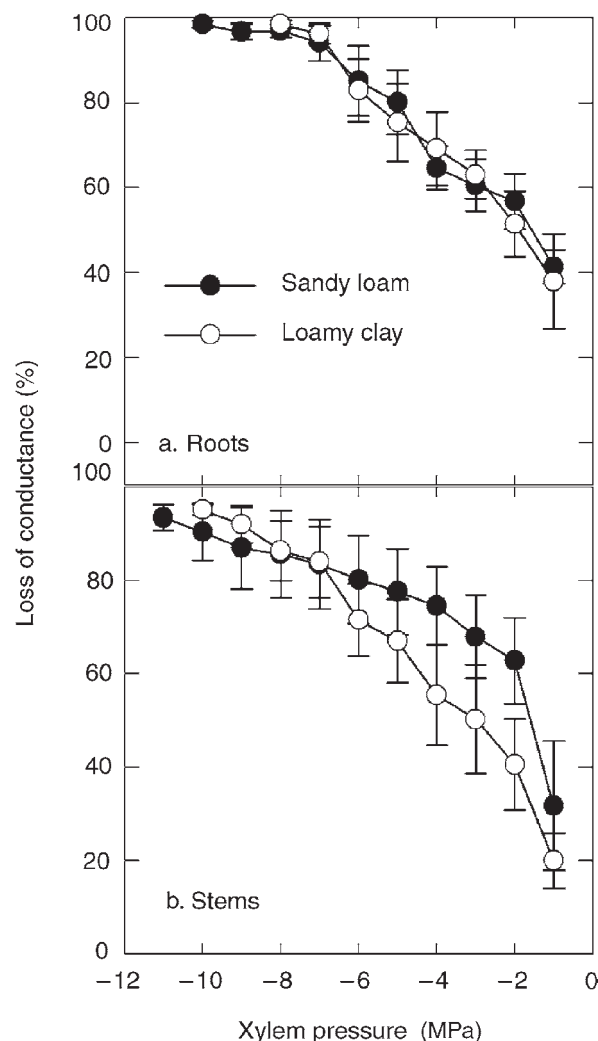 100
80
60
40
20
0
Sandy loam
Loamy clay
a. Roots
Loss of conductance (%)
100
80
60
40
20
0
b. Stems
−12 −10 −8 −6 −4 −2 0
Xylem pressure (MPa)